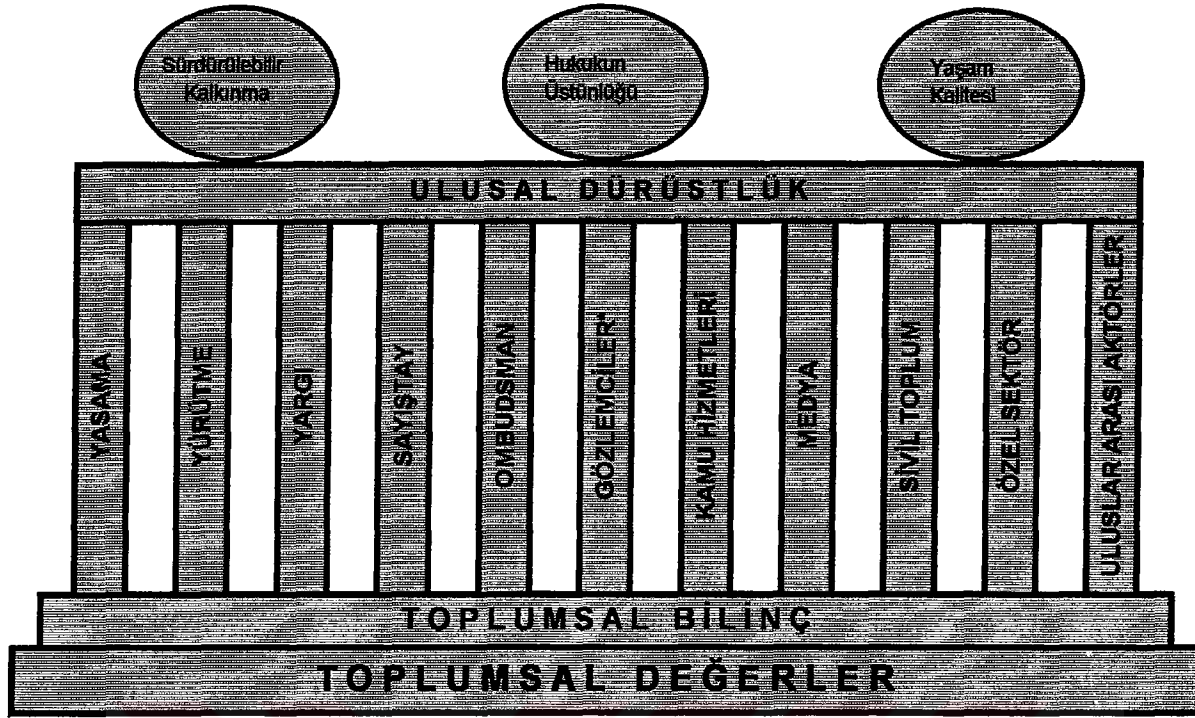 Sürdürülebilir
Kalkınma
Hukukun
Üstünlüğü
Yaşam
Kalitesi
ULUSAL DÜRÜSTLÜK
YASAMA
YÜRÜTME
YARGI
SAYIŞTAY
OMBUDSMAN
GÖZLEMCİLER*
KAMU HİZMETLERİ
MEDYA
SİVİL TOPLUM
ÖZEL SEKTÖR
ULUSLAR ARASI AKTÖRLER
TOPLUMSAL BİLİNÇ
TOPLUMSAL DEĞERLER